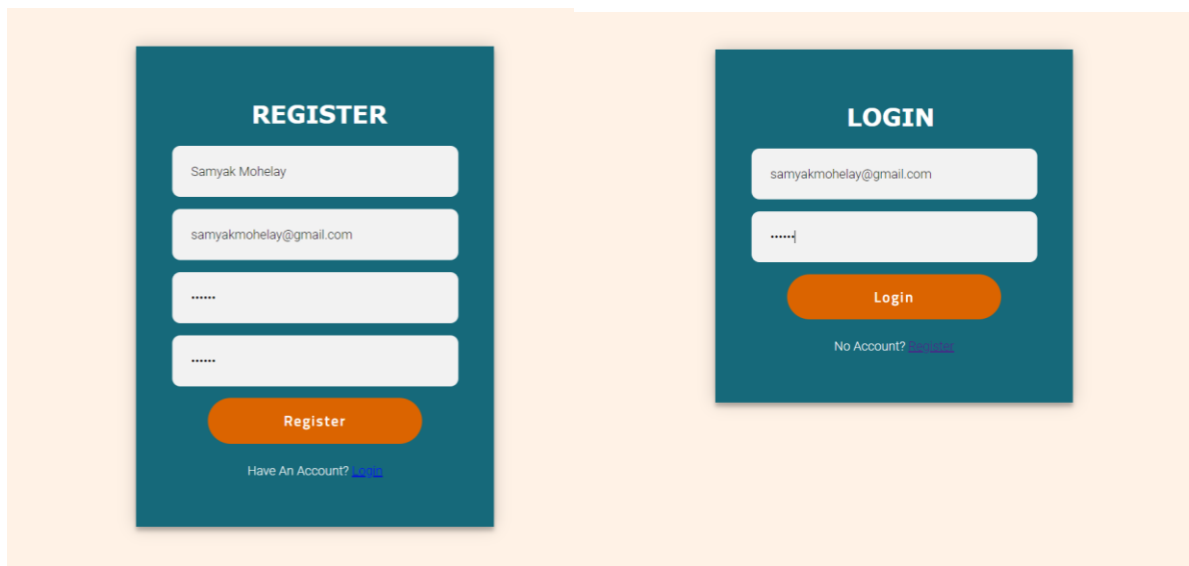 REGISTER
Samyak Mohelay
samyakmohelay@gmail.com
••••••
••••••
Register
Have An Account? Login
LOGIN
samyakmohelay@gmail.com
••••••
Login
No Account? Register